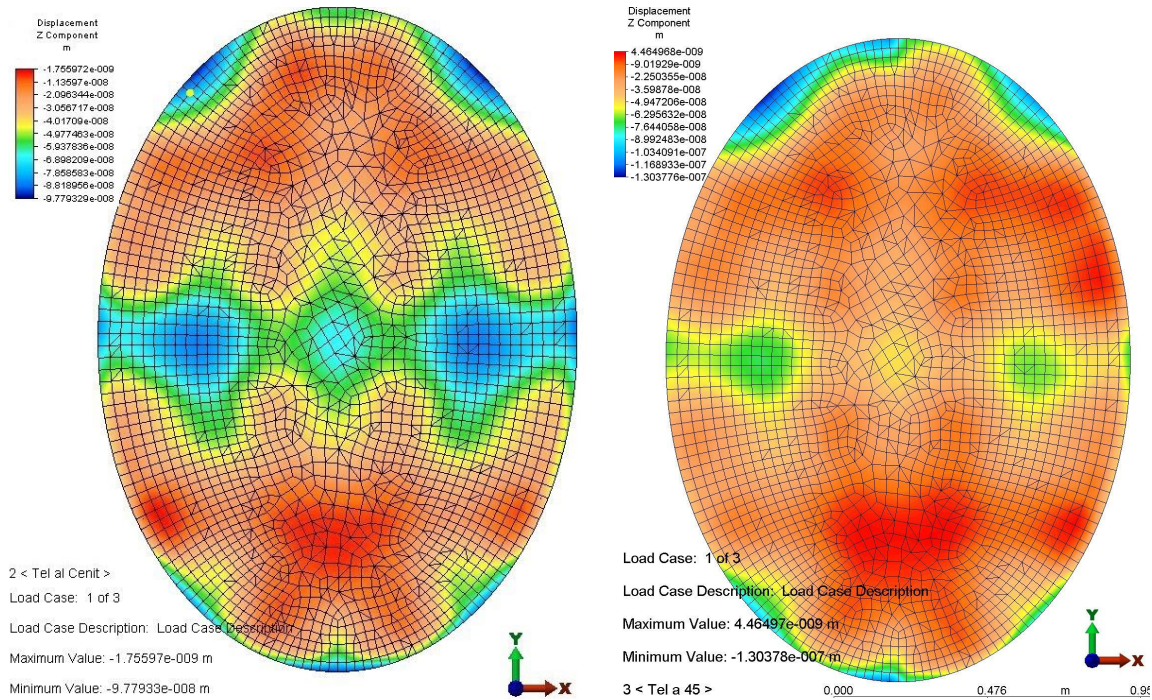 Displacement
Z Component
m
-1.755972e-009
-1.13597e-008
-2.096344e-008
-3.056717e-008
-4.01709e-008
-4.977463e-008
-5.937836e-008
-6.898209e-008
-7.858583e-008
-8.818956e-008
-9.779329e-008
2 < Tel al Cenit >
Load Case: 1 of 3
Load Case Description: Load Case Description
Maximum Value: -1.75597e-009 m
Minimum Value: -9.77933e-008 m
Y
X
Displacement
Z Component
m
4.464968e-009
-9.01929e-009
-2.250355e-008
-3.59878e-008
-4.947206e-008
-6.295632e-008
-7.644058e-008
-8.992483e-008
-1.034091e-007
-1.168933e-007
-1.303776e-007
Load Case: 1 of 3
Load Case Description: Load Case Description
Maximum Value: 4.46497e-009 m
Minimum Value: -1.30378e-007 m
3 < Tel a 45 >
0.000 0.476 m 0.95
Y
X